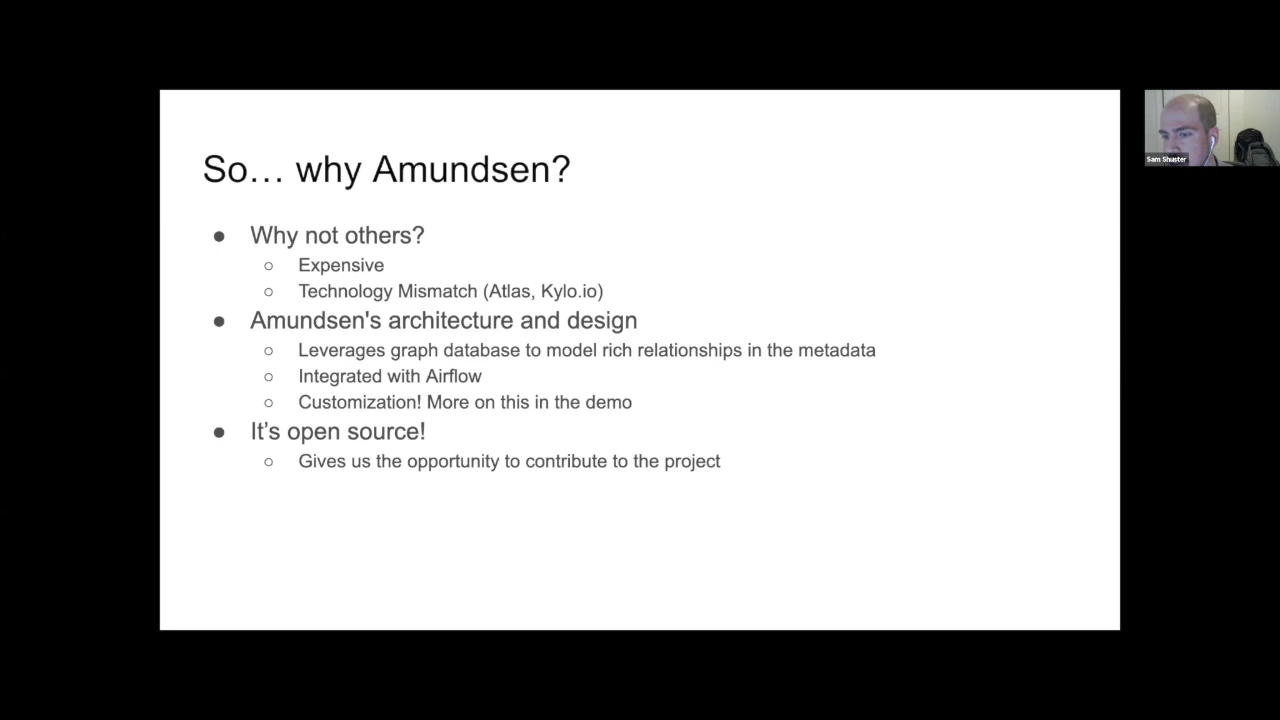 So… why Amundsen?
● Why not others?
○ Expensive
○ Technology Mismatch (Atlas, Kylo.io)
● Amundsen's architecture and design
○ Leverages graph database to model rich relationships in the metadata
○ Integrated with Airflow
○ Customization! More on this in the demo
● It’s open source!
○ Gives us the opportunity to contribute to the project
Sam Shuster